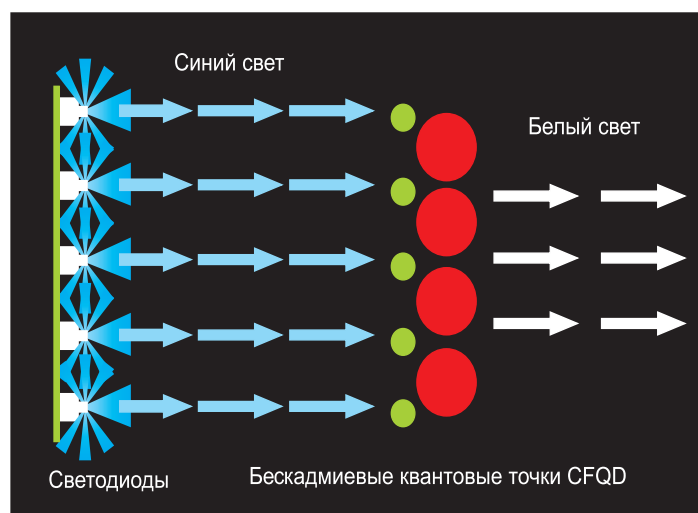 Синий свет
Белый свет
Светодиоды
Бескадмиевые квантовые точки CFQD